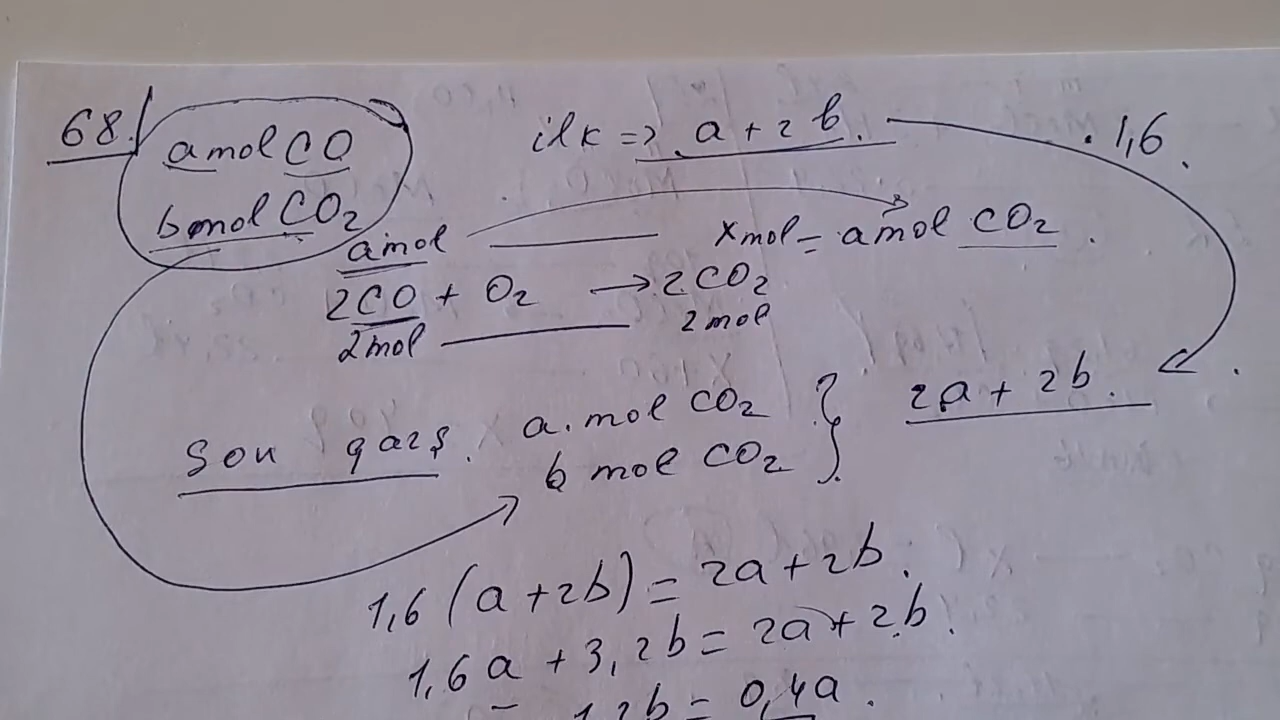 68.
a mol CO
b mol CO2
ilk => a + 2b. · 1,6
a mol — x mol = a mol CO2
2CO + O2 → 2CO2
2 mol — 2 mol
Son qarş. a. mol CO2
b mol CO2 } 2a + 2b.
1,6 (a + 2b) = 2a + 2b.
1,6a + 3,2b = 2a + 2b.
1,2b = 0,4a.